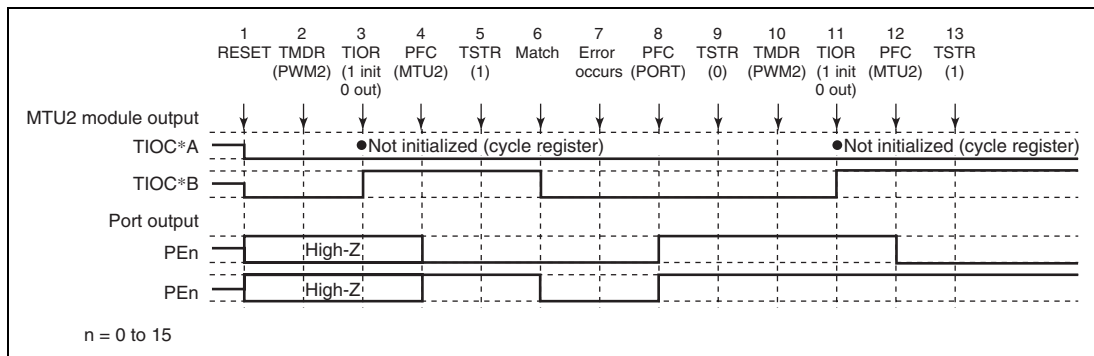 1 2 3 4 5 6 7 8 9 10 11 12 13
RESET TMDR TIOR PFC TSTR Match Error PFC TSTR TMDR TIOR PFC TSTR
(PWM2) (1 init (MTU2) (1) occurs (PORT) (0) (PWM2) (1 init (MTU2) (1)
0 out) 0 out)
MTU2 module output
TIOC*A ●Not initialized (cycle register) ●Not initialized (cycle register)
TIOC*B
Port output
PEn High-Z
PEn High-Z
n = 0 to 15